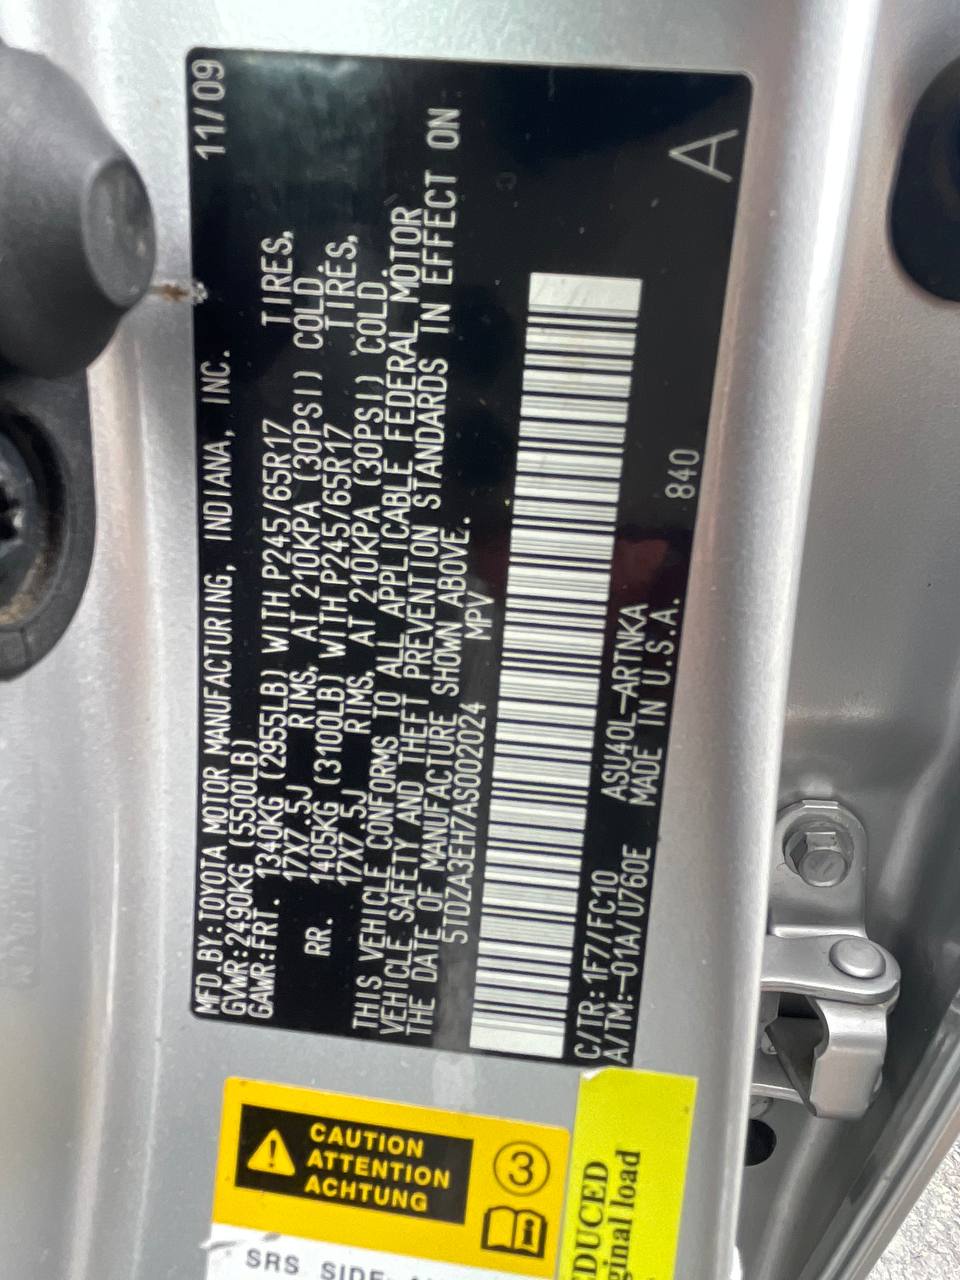 MFD.BY:TOYOTA MOTOR MANUFACTURING, INDIANA, INC. 11/09
GVWR:2490KG (5500LB)
GAWR:FRT. 1340KG (2955LB) WITH P245/65R17 TIRES,
17X7.5J RIMS, AT 210KPA (30PSI) COLD.
RR. 1405KG (3100LB) WITH P245/65R17 TIRES,
17X7.5J RIMS, AT 210KPA (30PSI) COLD.
THIS VEHICLE CONFORMS TO ALL APPLICABLE FEDERAL MOTOR
VEHICLE SAFETY AND THEFT PREVENTION STANDARDS IN EFFECT ON
THE DATE OF MANUFACTURE SHOWN ABOVE.
5TDZA3EH7AS002024 MPV
C/TR:1F7/FC10 ASU40L-ARTNKA 840 A
A/TM:-01A/U760E MADE IN U.S.A.
CAUTION
ATTENTION
ACHTUNG
3
SRS SIDE
EDUCED
ginal load